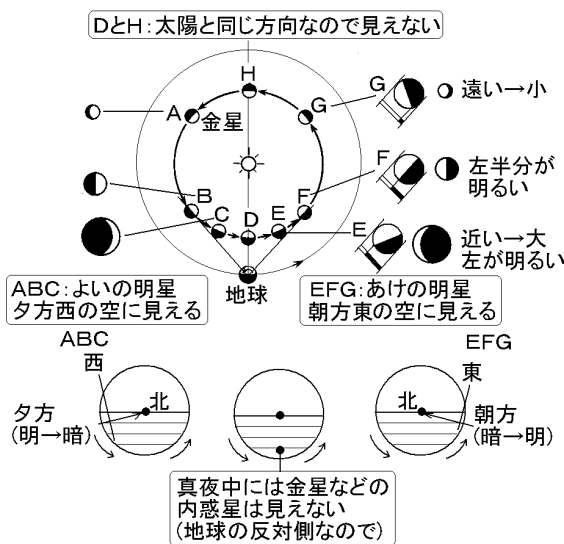 DとH：太陽と同じ方向なので見えない
H
A
金星
G
G
遠い→小
F
左半分が
明るい
B
C
D
E
F
E
近い→大
左が明るい
地球
ABC：よいの明星
夕方西の空に見える
EFG：あけの明星
朝方東の空に見える
ABC
西
北
夕方
(明→暗)
EFG
東
北
朝方
(暗→明)
真夜中には金星などの
内惑星は見えない
(地球の反対側なので)